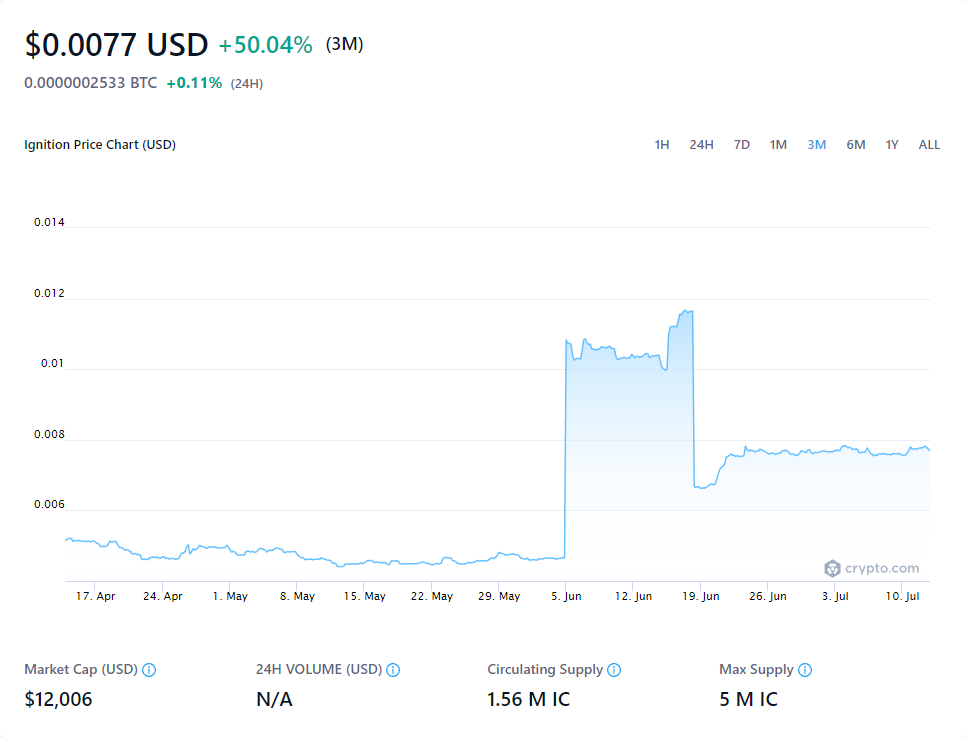 $0.0077 USD +50.04% (3M)
0.0000002533 BTC +0.11% (24H)
Ignition Price Chart (USD) 1H 24H 7D 1M 3M 6M 1Y ALL
0.014
0.012
0.01
0.008
0.006
crypto.com
17. Apr 24. Apr 1. May 8. May 15. May 22. May 29. May 5. Jun 12. Jun 19. Jun 26. Jun 3. Jul 10. Jul
Market Cap (USD) 24H VOLUME (USD) Circulating Supply Max Supply
$12,006 N/A 1.56 M IC 5 M IC